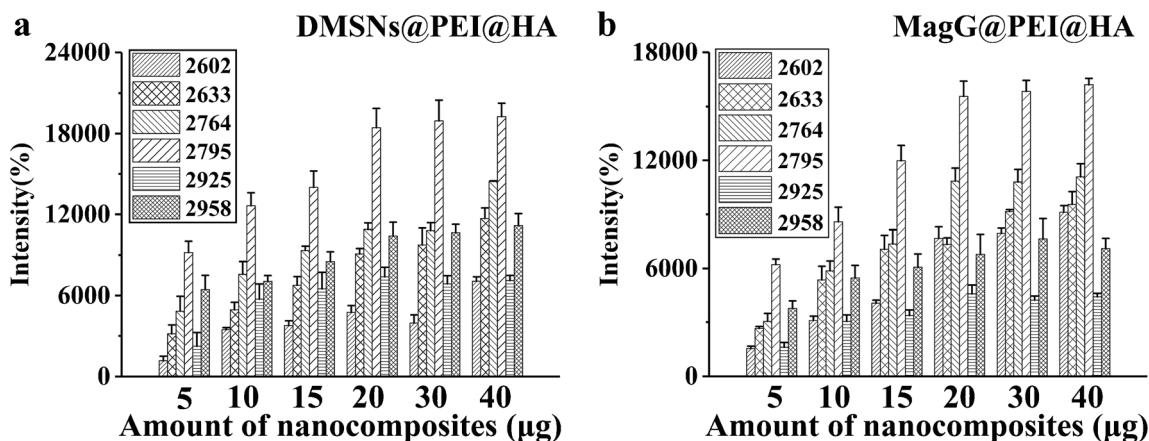 a
DMSNs@PEI@HA
24000
18000
12000
6000
0
Intensity(%)
2602
2633
2764
2795
2925
2958
5 10 15 20 30 40
Amount of nanocomposites (μg)
b
MagG@PEI@HA
18000
12000
6000
0
Intensity(%)
2602
2633
2764
2795
2925
2958
5 10 15 20 30 40
Amount of nanocomposites (μg)